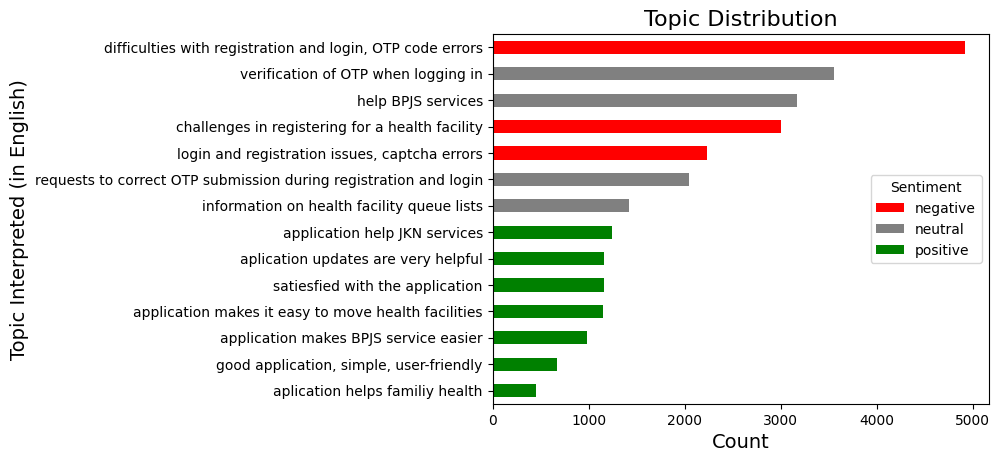 Topic Distribution
Topic Interpreted (in English)
difficulties with registration and login, OTP code errors
verification of OTP when logging in
help BPJS services
challenges in registering for a health facility
login and registration issues, captcha errors
requests to correct OTP submission during registration and login
information on health facility queue lists
application help JKN services
aplication updates are very helpful
satiesfied with the application
application makes it easy to move health facilities
application makes BPJS service easier
good application, simple, user-friendly
aplication helps familiy health
Sentiment
negative
neutral
positive
0 1000 2000 3000 4000 5000
Count